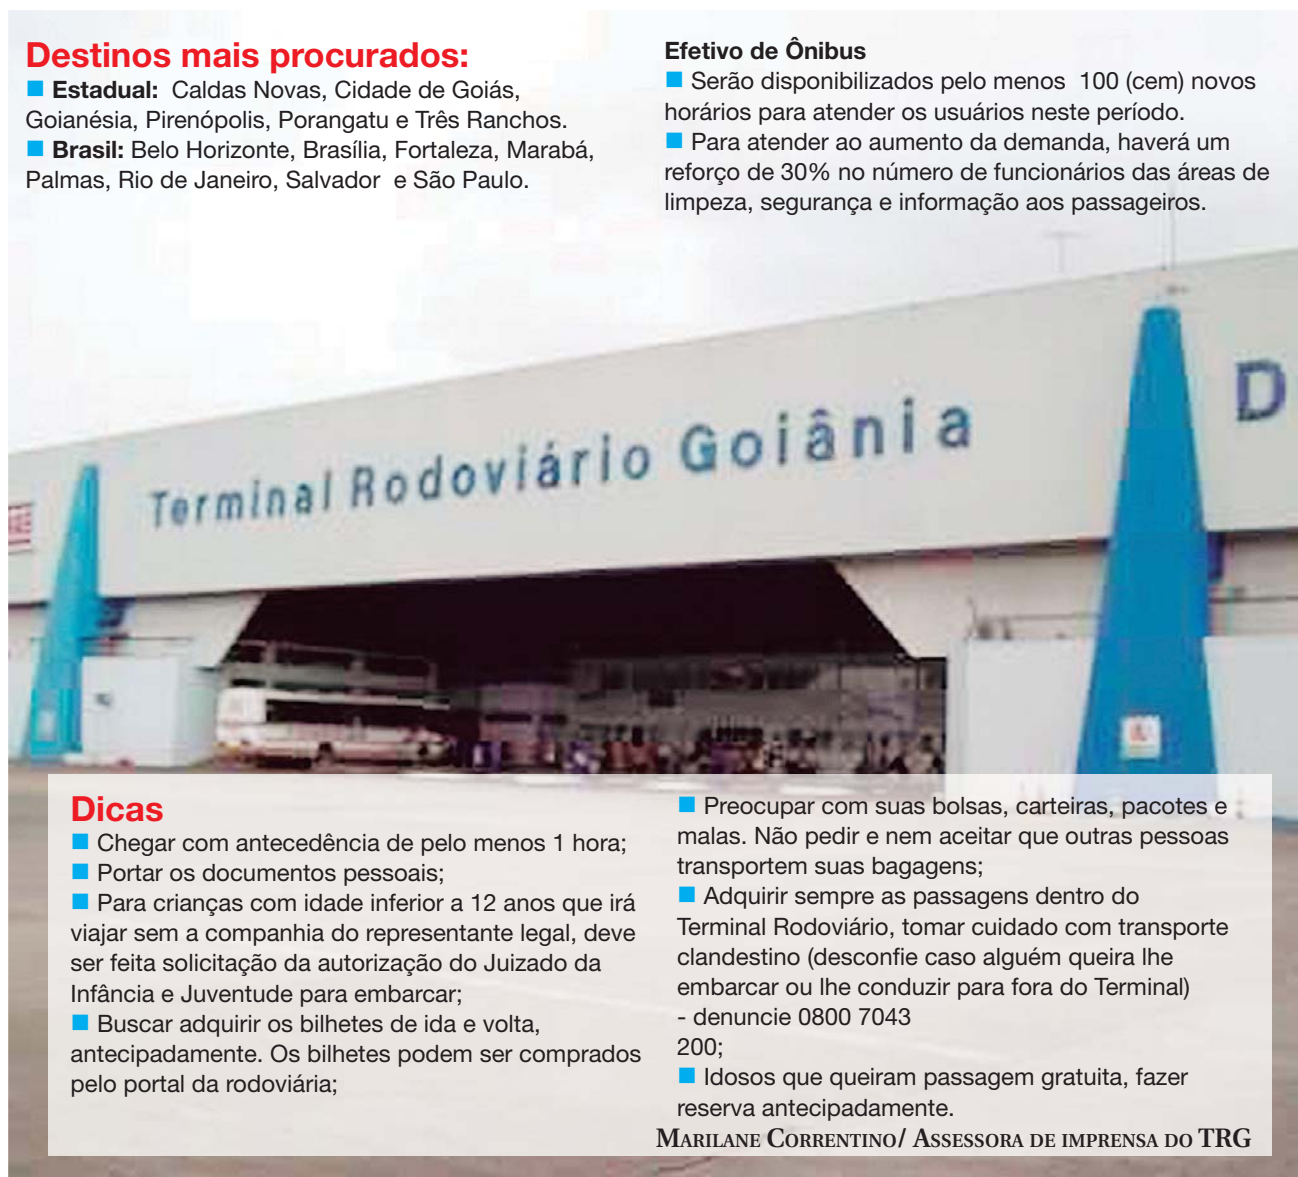 Destinos mais procurados:
Estadual: Caldas Novas, Cidade de Goiás,
Goianésia, Pirenópolis, Porangatu e Três Ranchos.
Brasil: Belo Horizonte, Brasília, Fortaleza, Marabá,
Palmas, Rio de Janeiro, Salvador e São Paulo.
Efetivo de Ônibus
Serão disponibilizados pelo menos 100 (cem) novos
horários para atender os usuários neste período.
Para atender ao aumento da demanda, haverá um
reforço de 30% no número de funcionários das áreas de
limpeza, segurança e informação aos passageiros.
Terminal Rodoviário Goiânia
D
Dicas
Chegar com antecedência de pelo menos 1 hora;
Portar os documentos pessoais;
Para crianças com idade inferior a 12 anos que irá
viajar sem a companhia do representante legal, deve
ser feita solicitação da autorização do Juizado da
Infância e Juventude para embarcar;
Buscar adquirir os bilhetes de ida e volta,
antecipadamente. Os bilhetes podem ser comprados
pelo portal da rodoviária;
Preocupar com suas bolsas, carteiras, pacotes e
malas. Não pedir e nem aceitar que outras pessoas
transportem suas bagagens;
Adquirir sempre as passagens dentro do
Terminal Rodoviário, tomar cuidado com transporte
clandestino (desconfie caso alguém queira lhe
embarcar ou lhe conduzir para fora do Terminal)
- denuncie 0800 7043
200;
Idosos que queiram passagem gratuita, fazer
reserva antecipadamente.
MARILANE CORRENTINO/ ASSESSORA DE IMPRENSA DO TRG